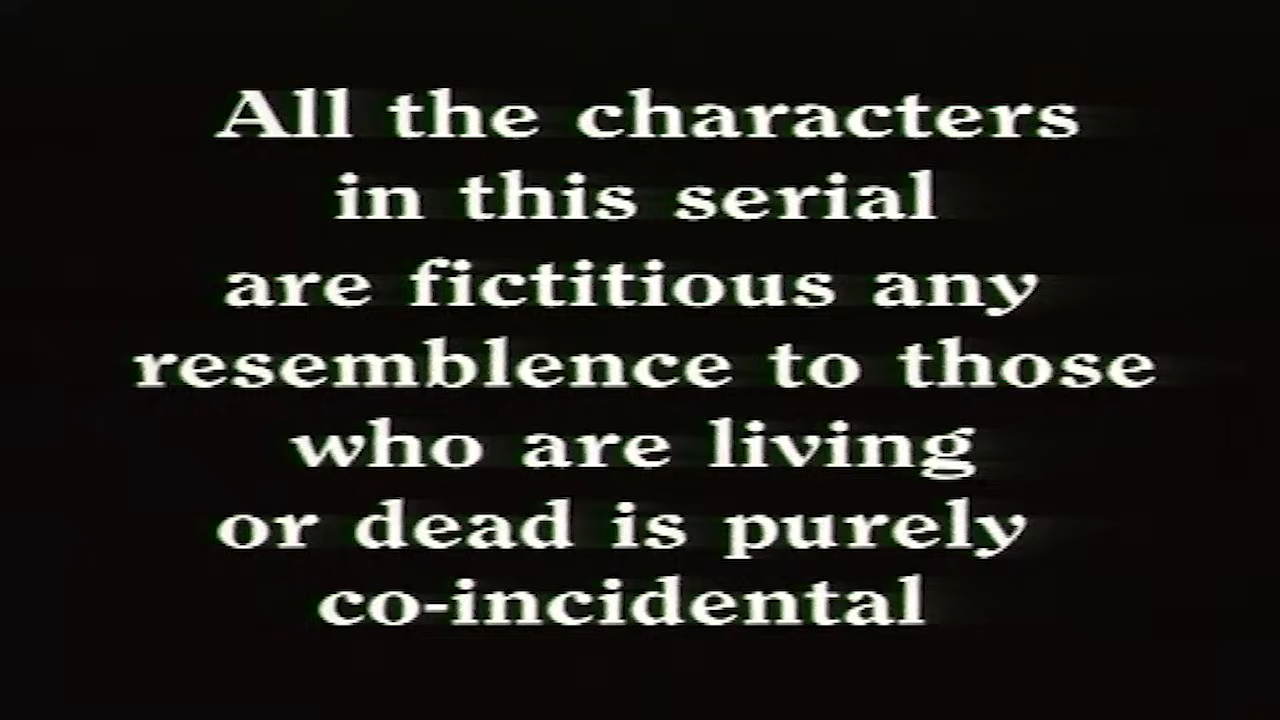 All the characters
in this serial
are fictitious any
resemblence to those
who are living
or dead is purely
co-incidental